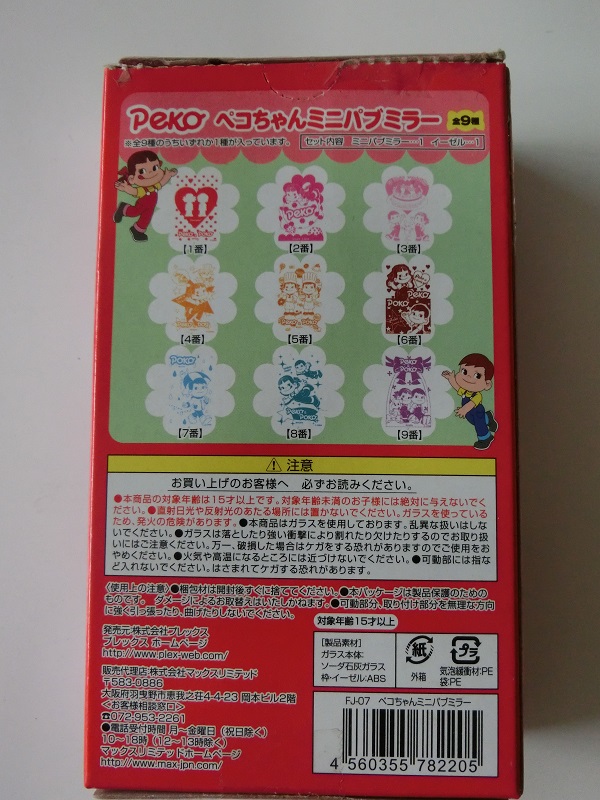 Peko ペコちゃんミニパブミラー 全9種
※全9種のうちいずれか1種が入っています。 セット内容 ミニパブミラー…1 イーゼル…1
【1番】 【2番】 【3番】
【4番】 【5番】 【6番】
【7番】 【8番】 【9番】
⚠ 注意
お買い上げのお客様へ 必ずお読みください。
●本商品の対象年齢は15才以上です。対象年齢未満のお子様には絶対に与えないでくだ
さい。●直射日光や反射光のあたる場所には置かないでください。ガラスを使っている
ため、発火の危険があります。●本商品はガラスを使用しております。乱異な扱いはしな
いでください。●ガラスは落としたり強い衝撃により割れたり欠けたりするのでお取り扱
いにはご注意ください。万一、破損した場合はケガをする恐れがありますのでご使用をお
やめください。●火気や高温になるところには近づけないでください。●可動部には指な
ど入れないでください。はさまれてケガする恐れがあります。
〈使用上の注意〉●梱包材は開封後すぐに捨ててください。●本パッケージは製品保護のための
ものです。ダメージによるお取替えはいたしかねます。●可動部分、取り付け部分を無理な方向
に強く引っ張ったり、曲げたりしないでください。
対象年齢15才以上
発売元:株式会社プレックス
プレックス ホームページ
http://www.plex-web.com/
販売代理店:株式会社マックスリミテッド
〒583-0886
大阪府羽曳野市恵我之荘4-4-23 岡本ビル2階
<お客様相談窓口>
☎072-953-2261
●電話受付時間 月～金曜日(祝日除く)
10～18時(12～13時除く)
マックスリミテッドホームページ
http://www.max-jpn.com/
[製品素材]
ガラス本体:
ソーダ石灰ガラス
枠・イーゼル:ABS
紙
外箱
プラ
気泡緩衝材:PE
袋:PE
FJ-07 ペコちゃんミニパブミラー
4 560355 782205